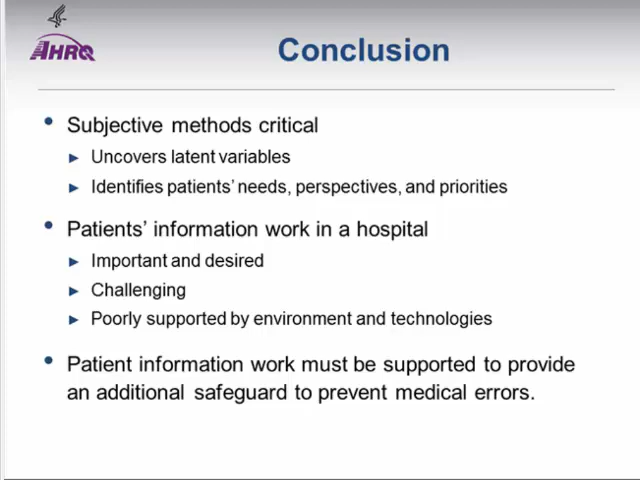 AHRQ
Conclusion
• Subjective methods critical
► Uncovers latent variables
► Identifies patients’ needs, perspectives, and priorities
• Patients’ information work in a hospital
► Important and desired
► Challenging
► Poorly supported by environment and technologies
• Patient information work must be supported to provide
an additional safeguard to prevent medical errors.